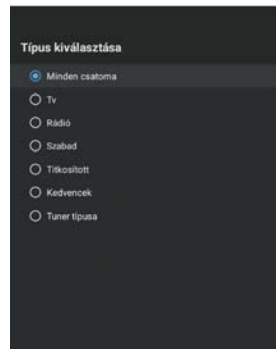 Típus kiválasztása
Minden csatorna
Tv
Rádió
Szabad
Titkosított
Kedvencek
Tuner típusa